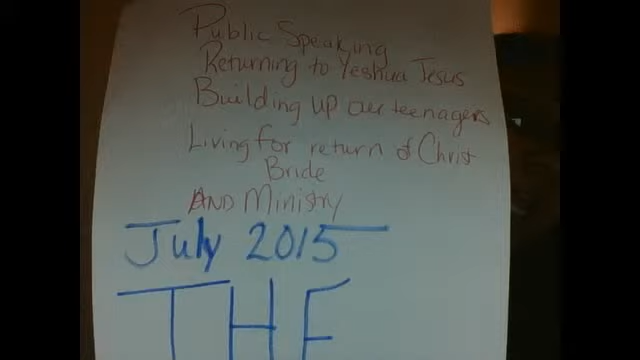 Public Speaking
Returning to Yeshua Jesus
Building up our teenagers
Living for return of Christ
Bride
AND Ministry
July 2015
THE